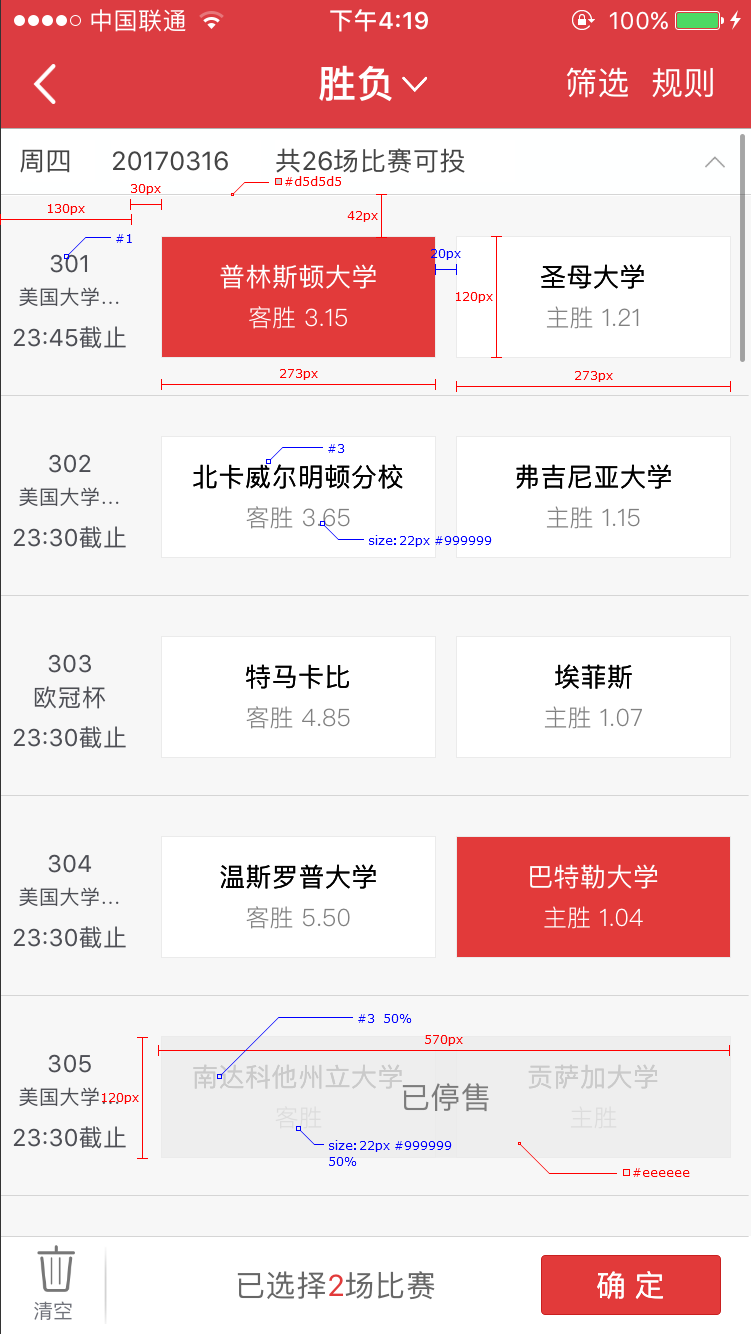 中国联通 下午4:19 100%
胜负 筛选 规则
周四 20170316 共26场比赛可投
#d5d5d5
30px
130px
42px
#1
20px
301
美国大学...
23:45截止
普林斯顿大学
客胜 3.15
圣母大学
主胜 1.21
120px
273px
273px
302
美国大学...
23:30截止
#3
北卡威尔明顿分校
客胜 3.65
size:22px #999999
弗吉尼亚大学
主胜 1.15
303
欧冠杯
23:30截止
特马卡比
客胜 4.85
埃菲斯
主胜 1.07
304
美国大学...
23:30截止
温斯罗普大学
客胜 5.50
巴特勒大学
主胜 1.04
#3 50%
570px
305
美国大学...
23:30截止
120px
南达科他州立大学
客胜
已停售
贡萨加大学
主胜
size:22px #999999
50%
#eeeeee
清空
已选择2场比赛
确 定